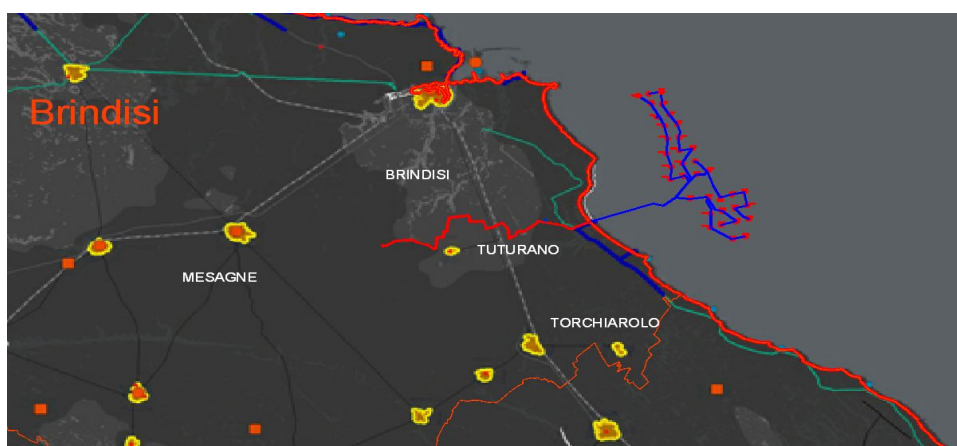 Brindisi
BRINDISI
TUTURANO
MESAGNE
TORCHIAROLO